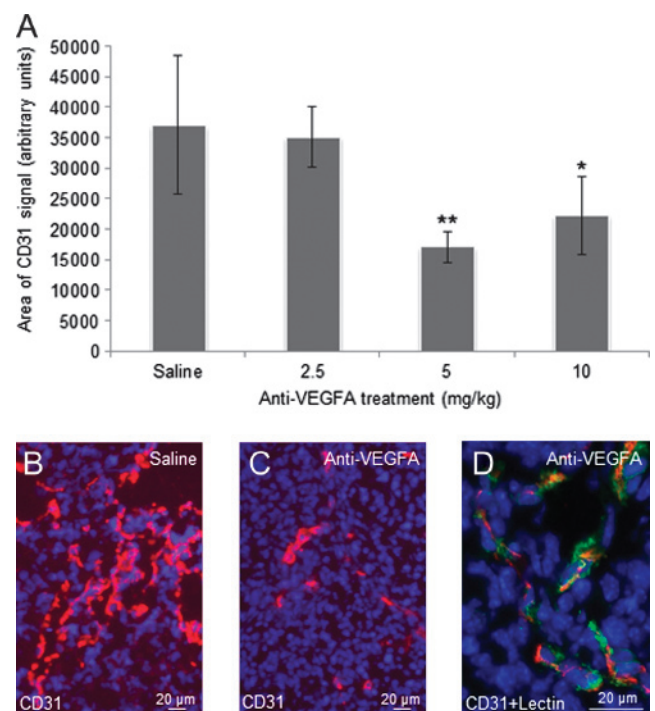 A
Area of CD31 signal (arbitrary units)
50000
45000
40000
35000
30000
25000
20000
15000
10000
5000
0
**
*
Saline
2.5
5
10
Anti-VEGFA treatment (mg/kg)
B
Saline
CD31
20 µm
C
Anti-VEGFA
CD31
20 µm
D
Anti-VEGFA
CD31+Lectin
20 µm